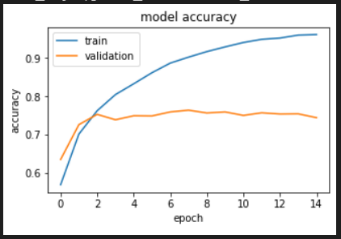 model accuracy
train
validation
accuracy
0.9
0.8
0.7
0.6
0 2 4 6 8 10 12 14
epoch